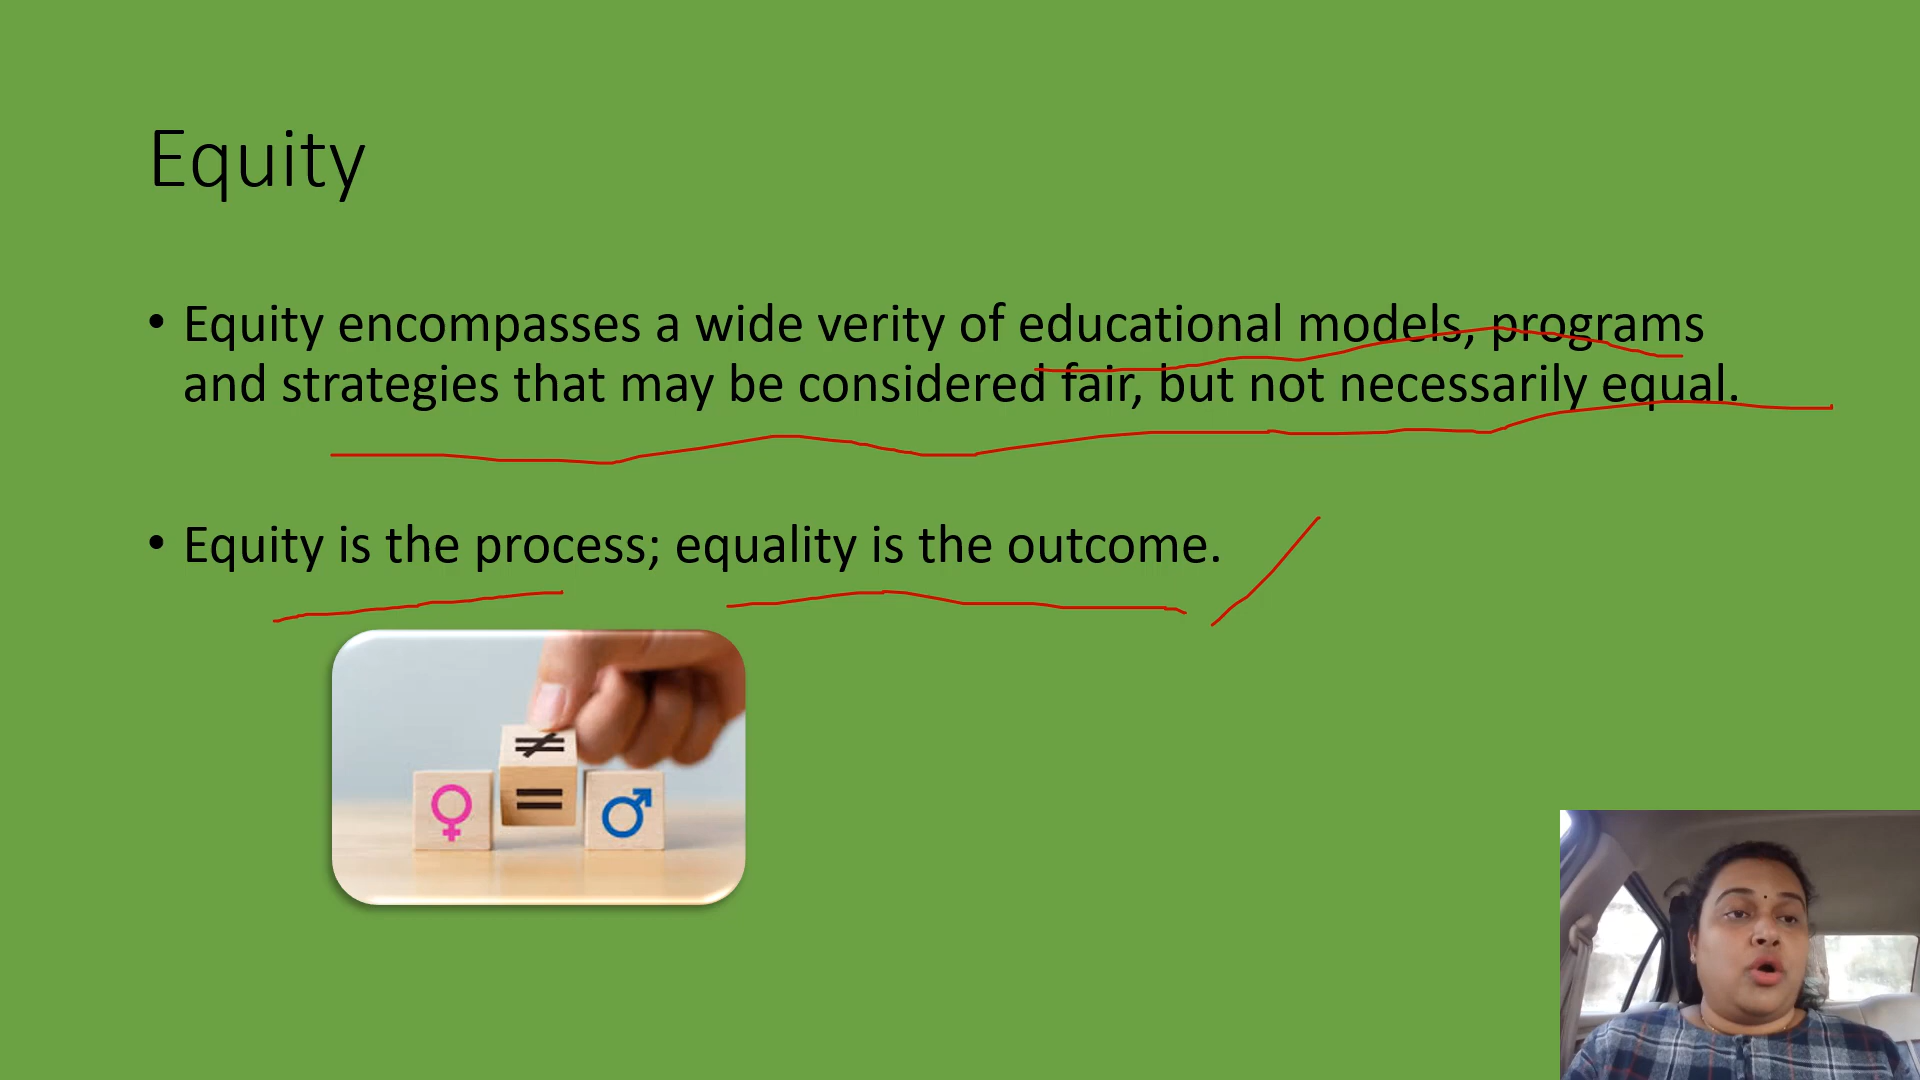 Equity
• Equity encompasses a wide verity of educational models, programs
and strategies that may be considered fair, but not necessarily equal.
• Equity is the process; equality is the outcome.
≠
♀ = ♂